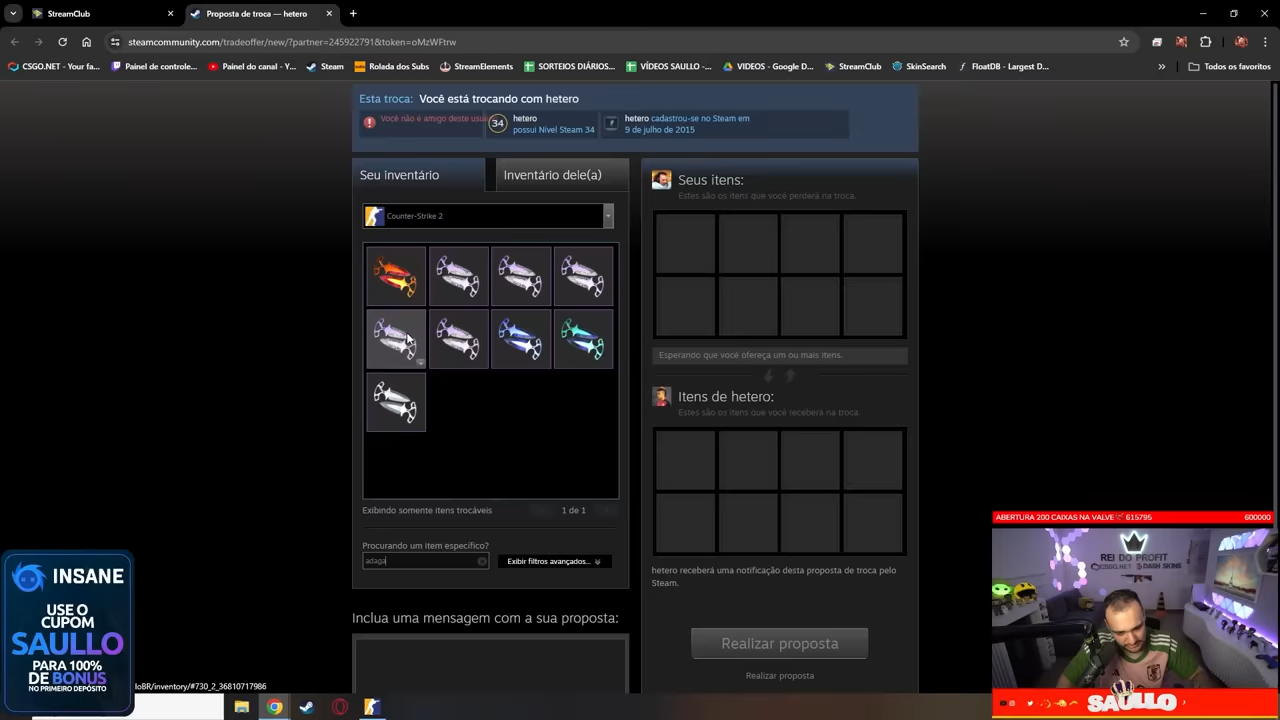 StreamClub
Proposta de troca — hetero
steamcommunity.com/tradeoffer/new/?partner=245922791&token=oMzWFtrw
CSGO.NET - Your fa...
Painel de controle...
Painel do canal - Y...
Steam
Rolada dos Subs
StreamElements
SORTEIOS DIÁRIOS...
VÍDEOS SAULLO -...
VIDEOS - Google D...
StreamClub
SkinSearch
FloatDB - Largest D...
Todos os favoritos
Esta troca: Você está trocando com hetero
Você não é amigo deste usu
34
hetero
possui Nível Steam 34
hetero cadastrou-se no Steam em
9 de julho de 2015
Seu inventário
Inventário dele(a)
Counter-Strike 2
Exibindo somente itens trocáveis
1 de 1
Procurando um item específico?
adaga
Exibir filtros avançados...
Inclua uma mensagem com a sua proposta:
Seus itens:
Estes são os itens que você perderá na troca.
Esperando que você ofereça um ou mais itens.
Itens de hetero:
Estes são os itens que você receberá na troca.
hetero receberá uma notificação desta proposta de troca pelo
Steam.
Realizar proposta
Realizar proposta
INSANE
USE O
CUPOM
SAULLO
PARA 100%
DE BONUS
NO PRIMEIRO DEPÓSITO
loBR/inventory/#730_2_36810717986
ABERTURA 200 CAIXAS NA VALVE 615795
600000
REI DO PROFIT
CSGO.NET
DASH SKINS
SAULLO